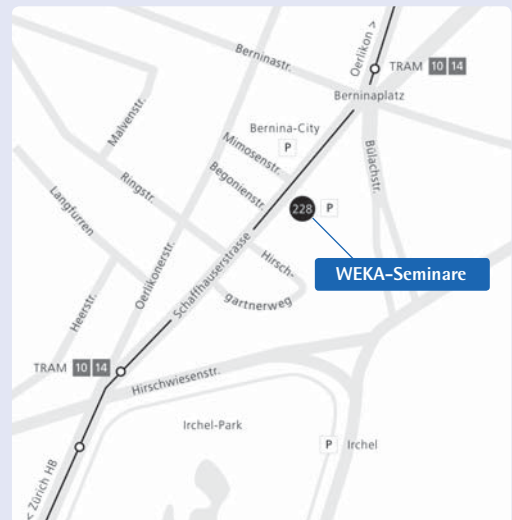 Oerlikon >
TRAM 10 14
Berninastr.
Berninaplatz
Malvenstr.
Bernina-City
P
Mimosenstr.
Bülachstr.
Begonienstr.
Ringstr.
Langfurren
228 P
Hirsch-
gartnerweg
WEKA-Seminare
Schaffhauserstrasse
Oerlikonerstr.
Heerstr.
TRAM 10 14
Hirschwiesenstr.
Irchel-Park
P Irchel
< Zürich HB